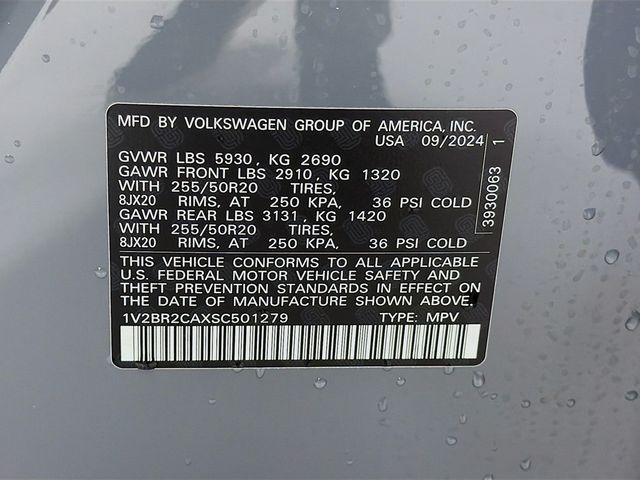 MFD BY VOLKSWAGEN GROUP OF AMERICA, INC.
USA 09/2024
GVWR LBS 5930, KG 2690
GAWR FRONT LBS 2910, KG 1320
WITH 255/50R20 TIRES,
8JX20 RIMS, AT 250 KPA, 36 PSI COLD
GAWR REAR LBS 3131, KG 1420
WITH 255/50R20 TIRES,
8JX20 RIMS, AT 250 KPA, 36 PSI COLD
THIS VEHICLE CONFORMS TO ALL APPLICABLE
U.S. FEDERAL MOTOR VEHICLE SAFETY AND
THEFT PREVENTION STANDARDS IN EFFECT ON
THE DATE OF MANUFACTURE SHOWN ABOVE.
1V2BR2CAXSC501279 TYPE: MPV
3930063 1